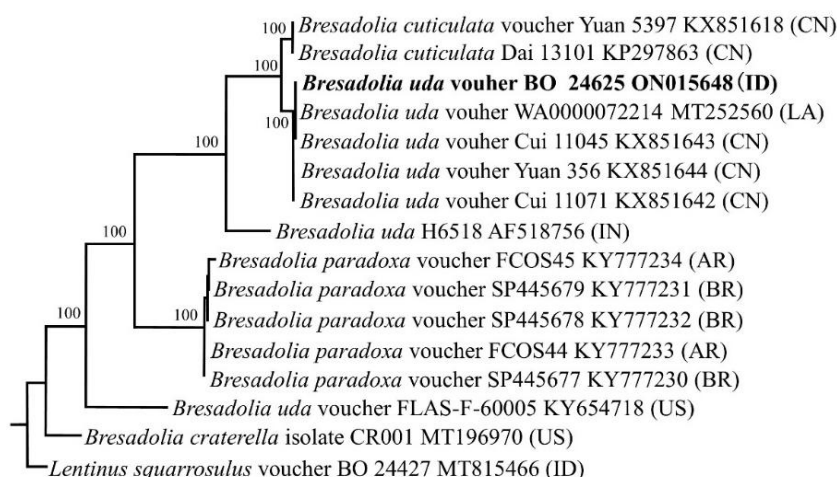 100
Bresadolia cuticulata voucher Yuan 5397 KX851618 (CN)
Bresadolia cuticulata Dai 13101 KP297863 (CN)
100
Bresadolia uda vouher BO 24625 ON015648 (ID)
Bresadolia uda vouher WA0000072214 MT252560 (LA)
100
Bresadolia uda vouher Cui 11045 KX851643 (CN)
100
Bresadolia uda vouher Yuan 356 KX851644 (CN)
Bresadolia uda vouher Cui 11071 KX851642 (CN)
Bresadolia uda H6518 AF518756 (IN)
100
Bresadolia paradoxa voucher FCOS45 KY777234 (AR)
Bresadolia paradoxa voucher SP445679 KY777231 (BR)
100
100
Bresadolia paradoxa voucher SP445678 KY777232 (BR)
Bresadolia paradoxa voucher FCOS44 KY777233 (AR)
Bresadolia paradoxa voucher SP445677 KY777230 (BR)
Bresadolia uda voucher FLAS-F-60005 KY654718 (US)
Bresadolia craterella isolate CR001 MT196970 (US)
Lentinus squarrosulus voucher BO 24427 MT815466 (ID)